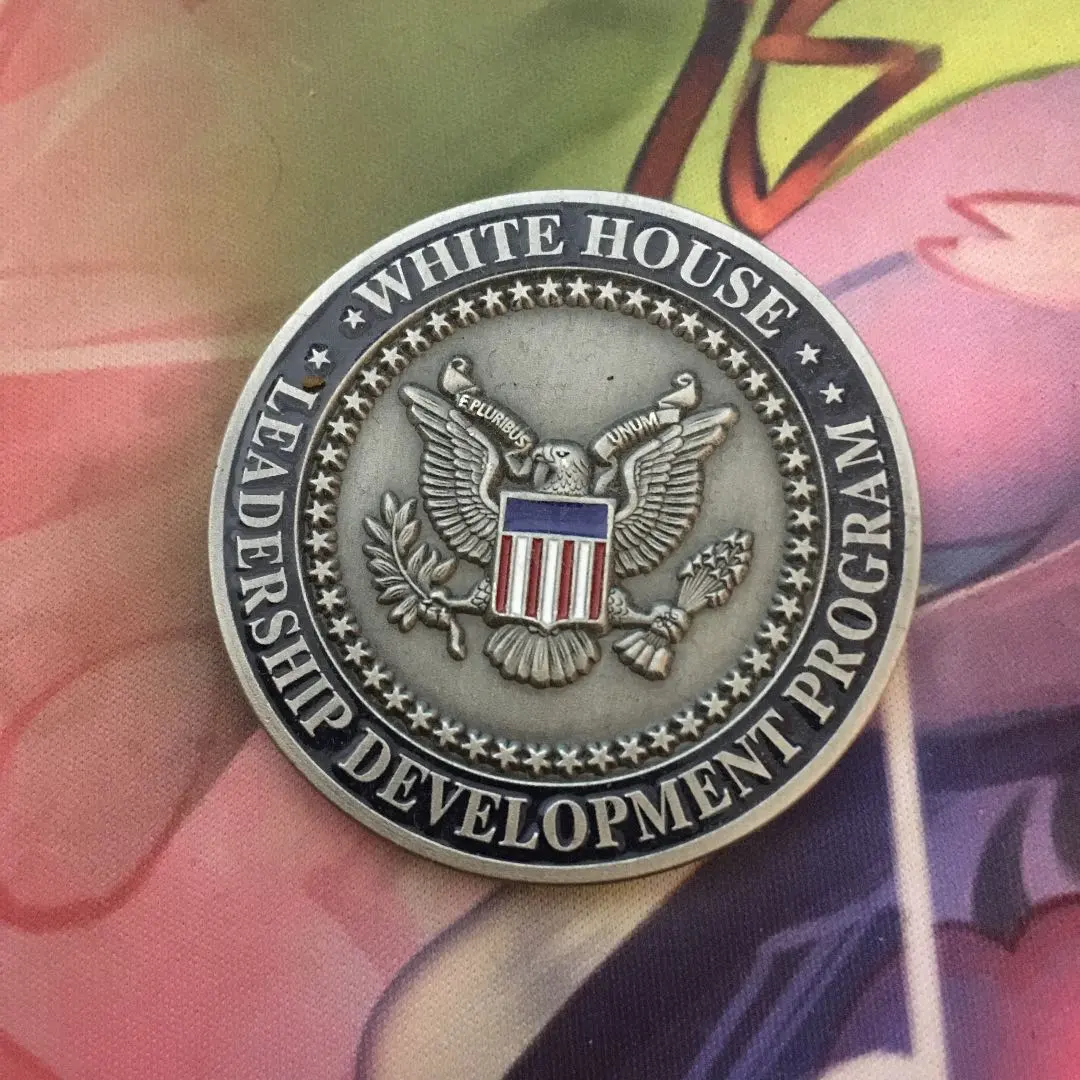 WHITE HOUSE
LEADERSHIP DEVELOPMENT PROGRAM
E PLURIBUS
UNUM